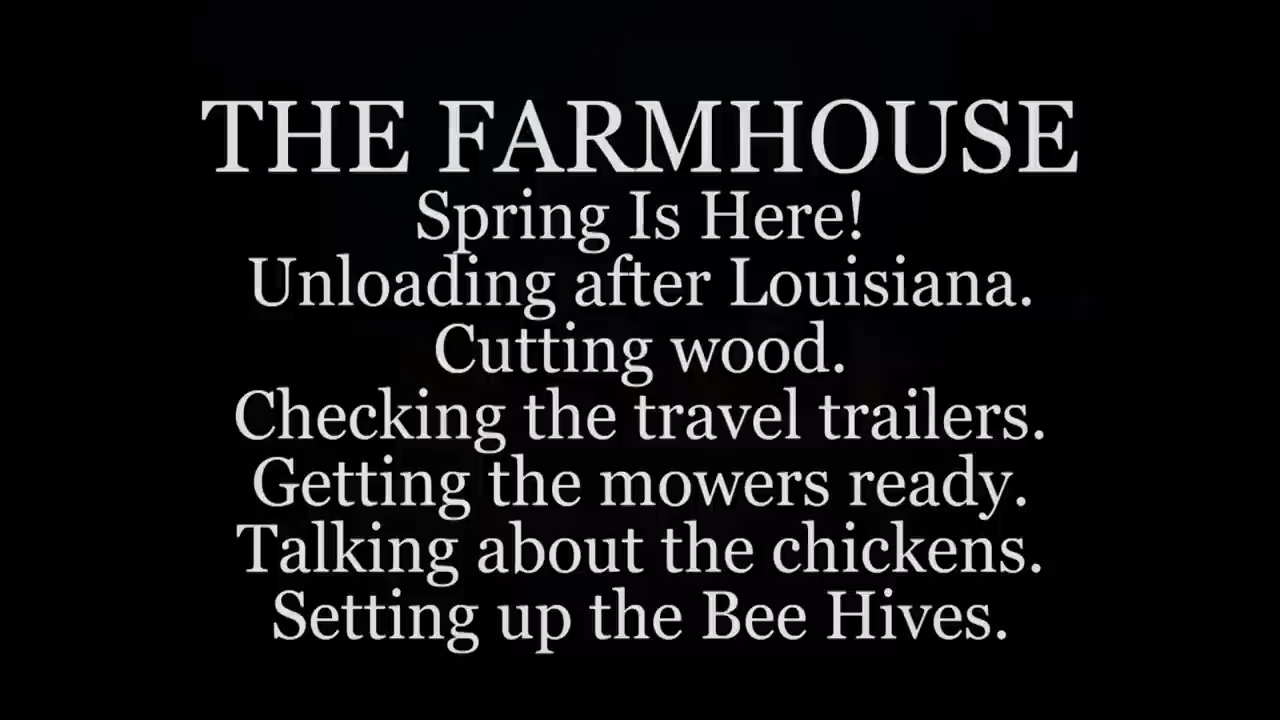 THE FARMHOUSE
Spring Is Here!
Unloading after Louisiana.
Cutting wood.
Checking the travel trailers.
Getting the mowers ready.
Talking about the chickens.
Setting up the Bee Hives.